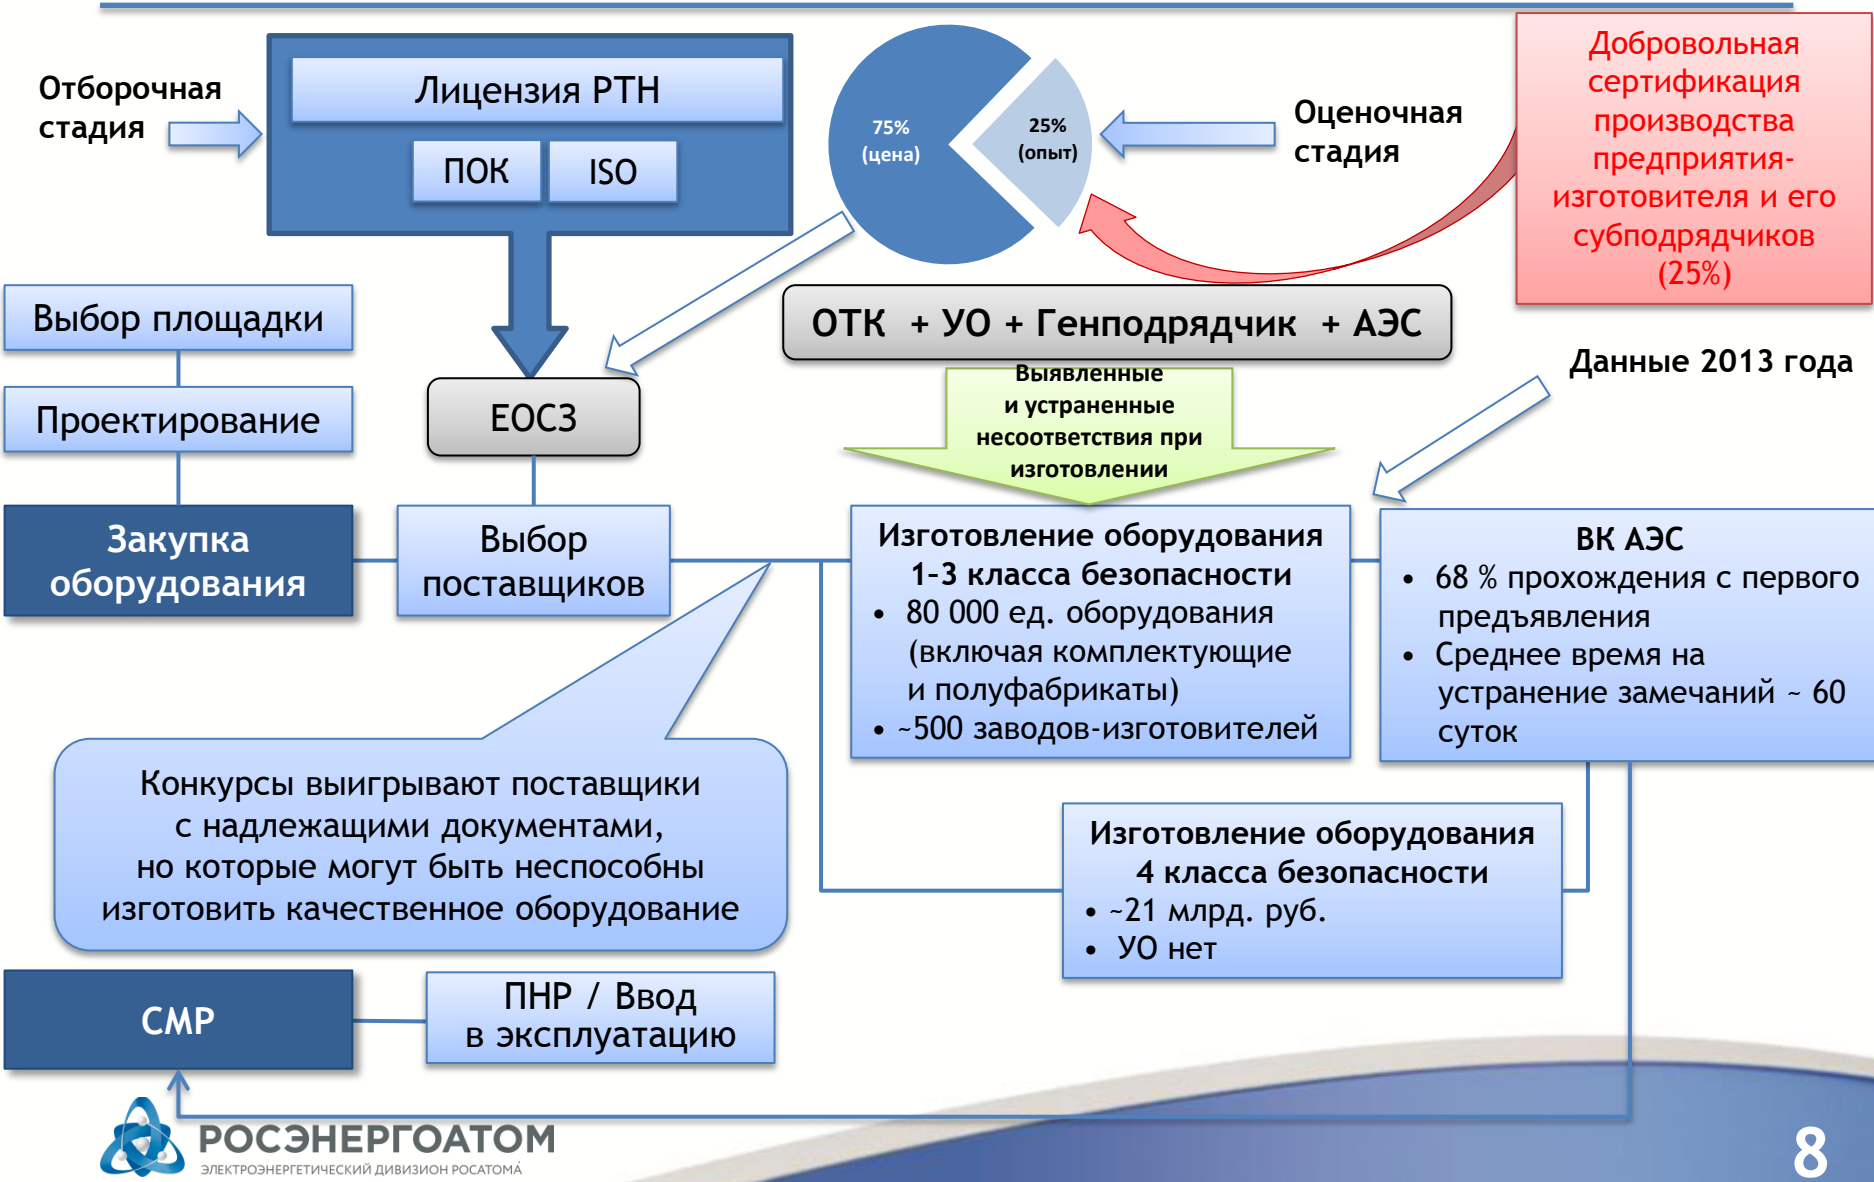 Отборочная
стадия
Лицензия РТН
ПОК
ISO
75%
(цена)
25%
(опыт)
Оценочная
стадия
Добровольная
сертификация
производства
предприятия-
изготовителя и его
субподрядчиков
(25%)
Выбор площадки
Проектирование
Закупка
оборудования
ЕОСЗ
Выбор
поставщиков
ОТК + УО + Генподрядчик + АЭС
Выявленные
и устраненные
несоответствия при
изготовлении
Данные 2013 года
Изготовление оборудования
1-3 класса безопасности
• 80 000 ед. оборудования
(включая комплектующие
и полуфабрикаты)
• ~500 заводов-изготовителей
ВК АЭС
• 68 % прохождения с первого
предъявления
• Среднее время на
устранение замечаний ~ 60
суток
Конкурсы выигрывают поставщики
с надлежащими документами,
но которые могут быть неспособны
изготовить качественное оборудование
Изготовление оборудования
4 класса безопасности
• ~21 млрд. руб.
• УО нет
СМР
ПНР / Ввод
в эксплуатацию
РОСЭНЕРГОАТОМ
ЭЛЕКТРОЭНЕРГЕТИЧЕСКИЙ ДИВИЗИОН РОСАТОМА
8